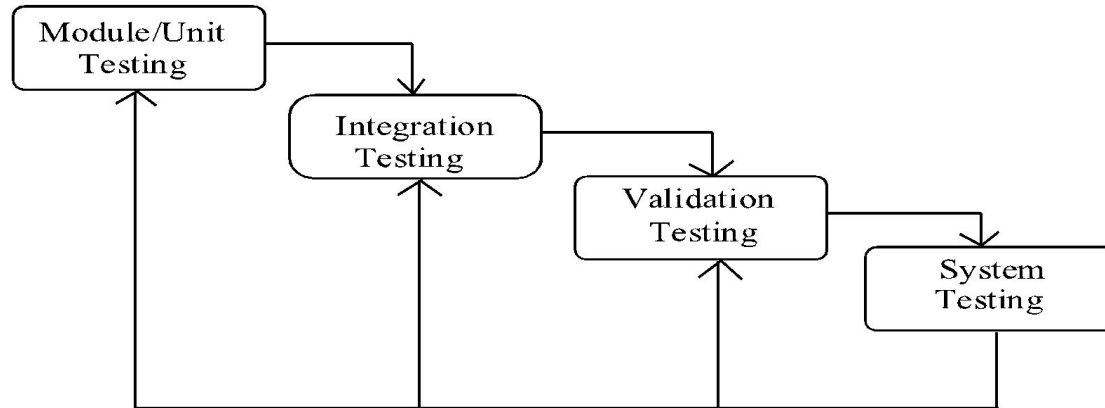 Module/Unit
Testing
Integration
Testing
Validation
Testing
System
Testing